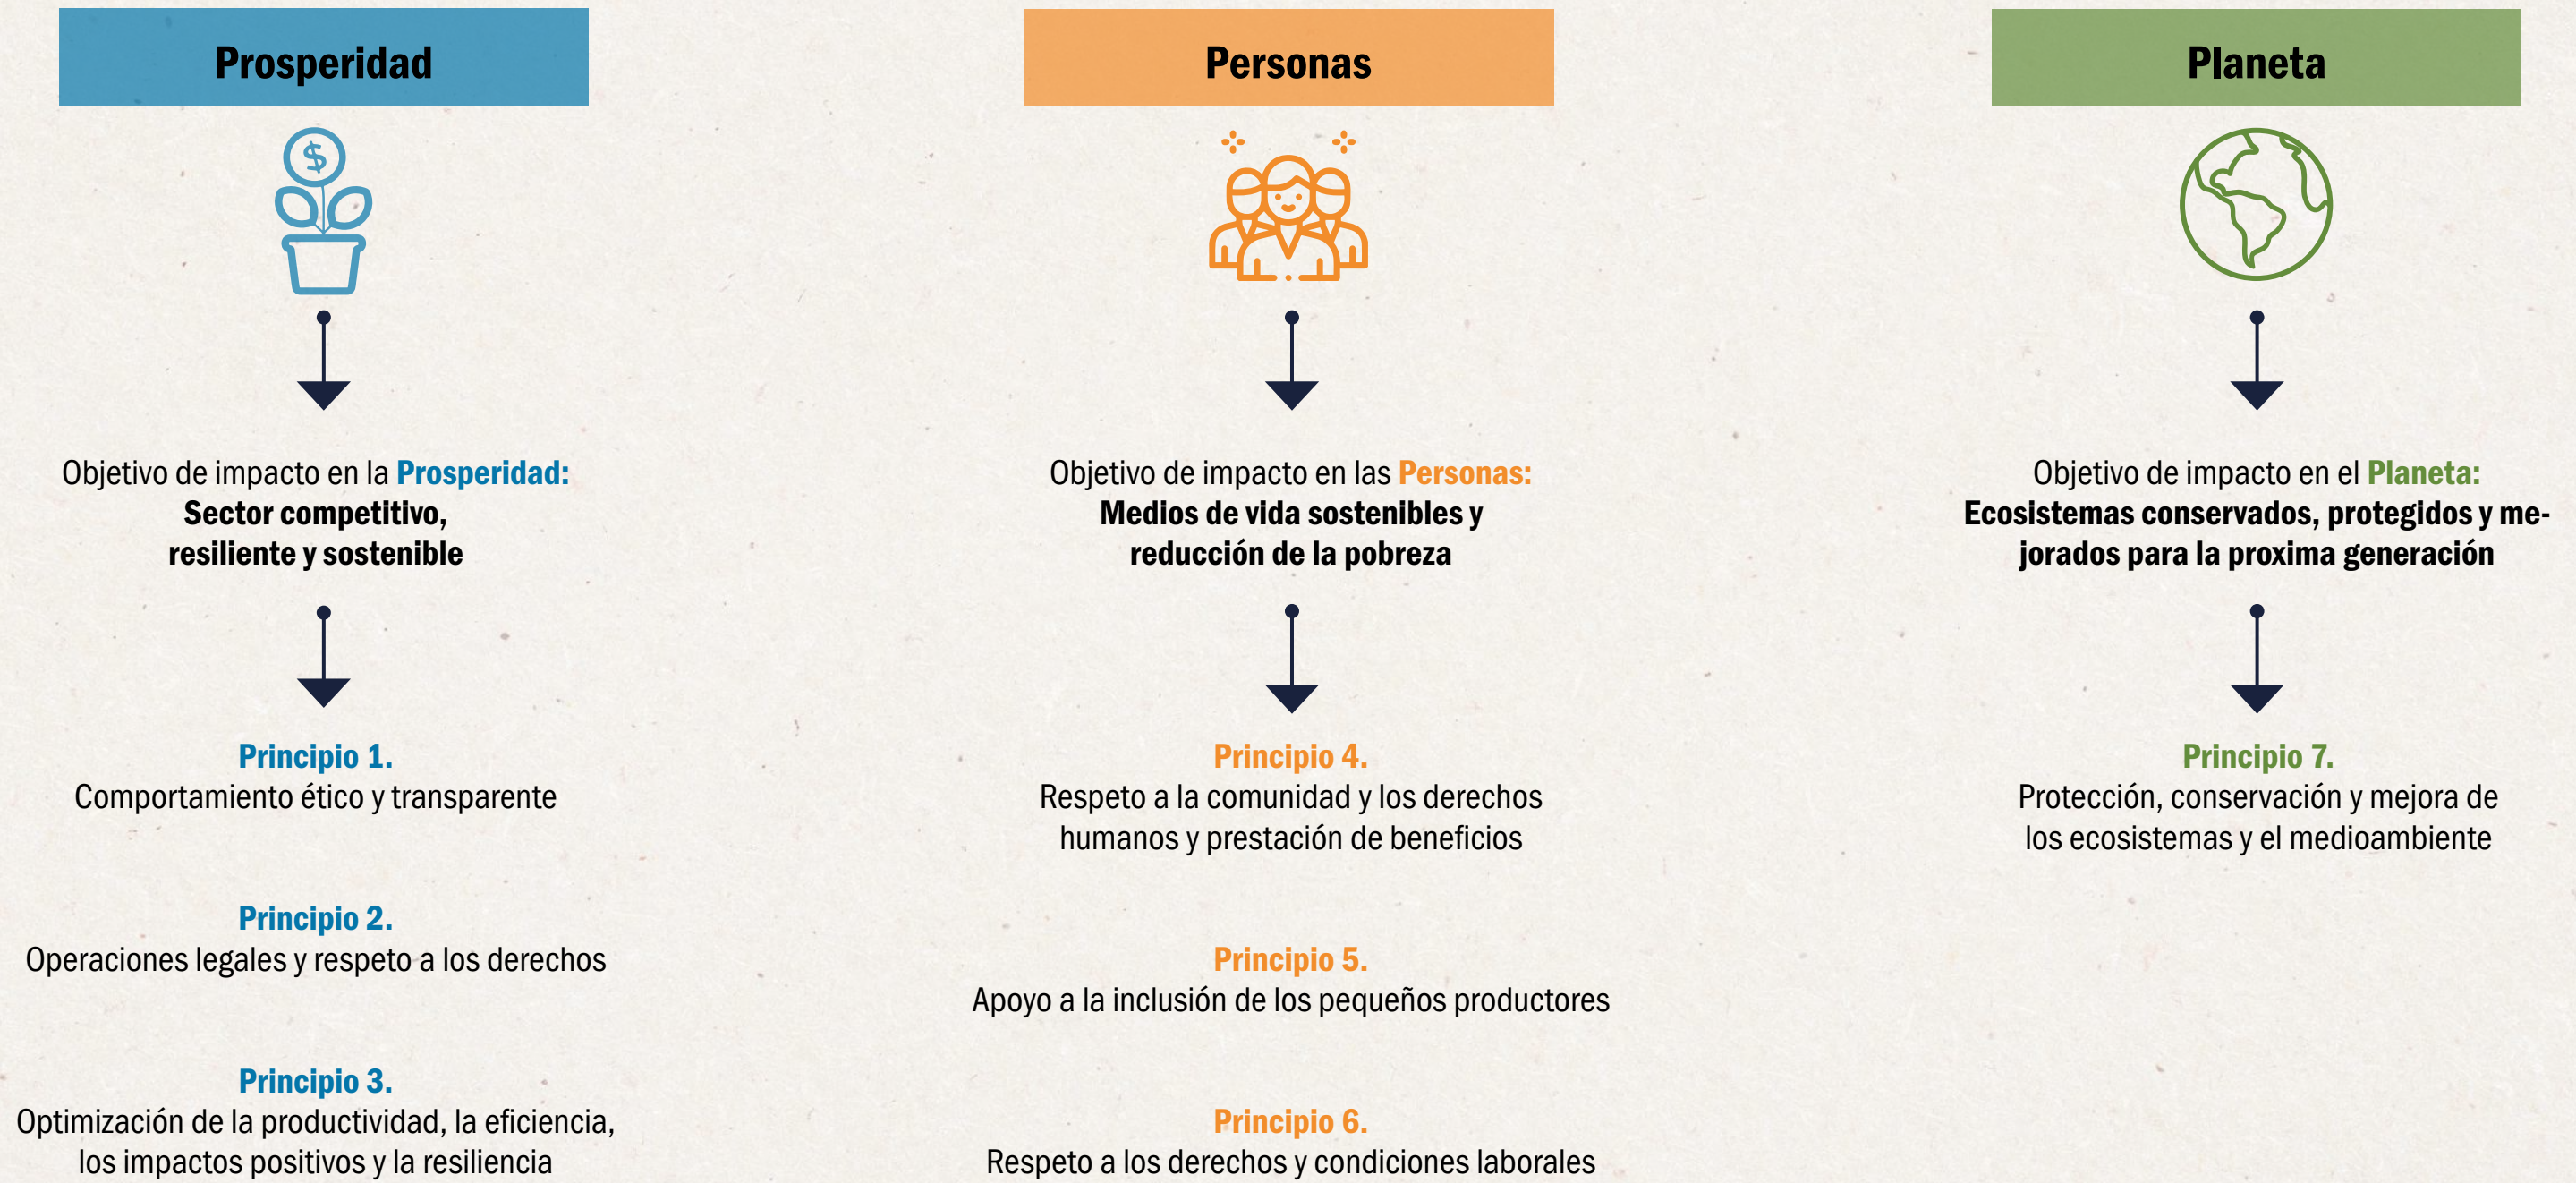 Prosperidad
Objetivo de impacto en la Prosperidad:
Sector competitivo,
resiliente y sostenible
Principio 1.
Comportamiento ético y transparente
Principio 2.
Operaciones legales y respeto a los derechos
Principio 3.
Optimización de la productividad, la eficiencia,
los impactos positivos y la resiliencia
Personas
Objetivo de impacto en las Personas:
Medios de vida sostenibles y
reducción de la pobreza
Principio 4.
Respeto a la comunidad y los derechos
humanos y prestación de beneficios
Principio 5.
Apoyo a la inclusión de los pequeños productores
Principio 6.
Respeto a los derechos y condiciones laborales
Planeta
Objetivo de impacto en el Planeta:
Ecosistemas conservados, protegidos y me-
jorados para la proxima generación
Principio 7.
Protección, conservación y mejora de
los ecosistemas y el medioambiente